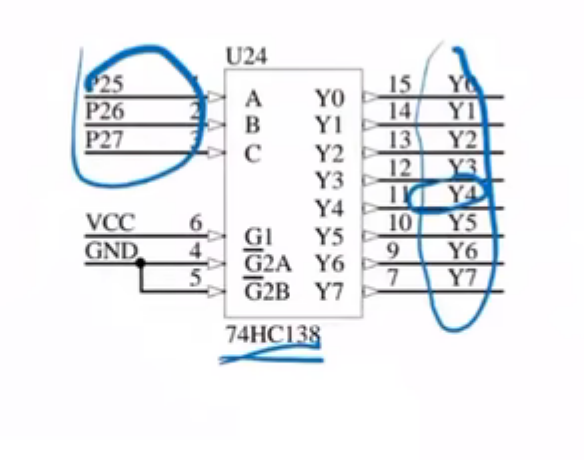 U24
P25 1 A Y0 15 Y0
P26 2 B Y1 14 Y1
P27 3 C Y2 13 Y2
Y3 12 Y3
Y4 11 Y4
VCC 6 G1 Y5 10 Y5
GND 4 G2A Y6 9 Y6
5 G2B Y7 7 Y7
74HC138